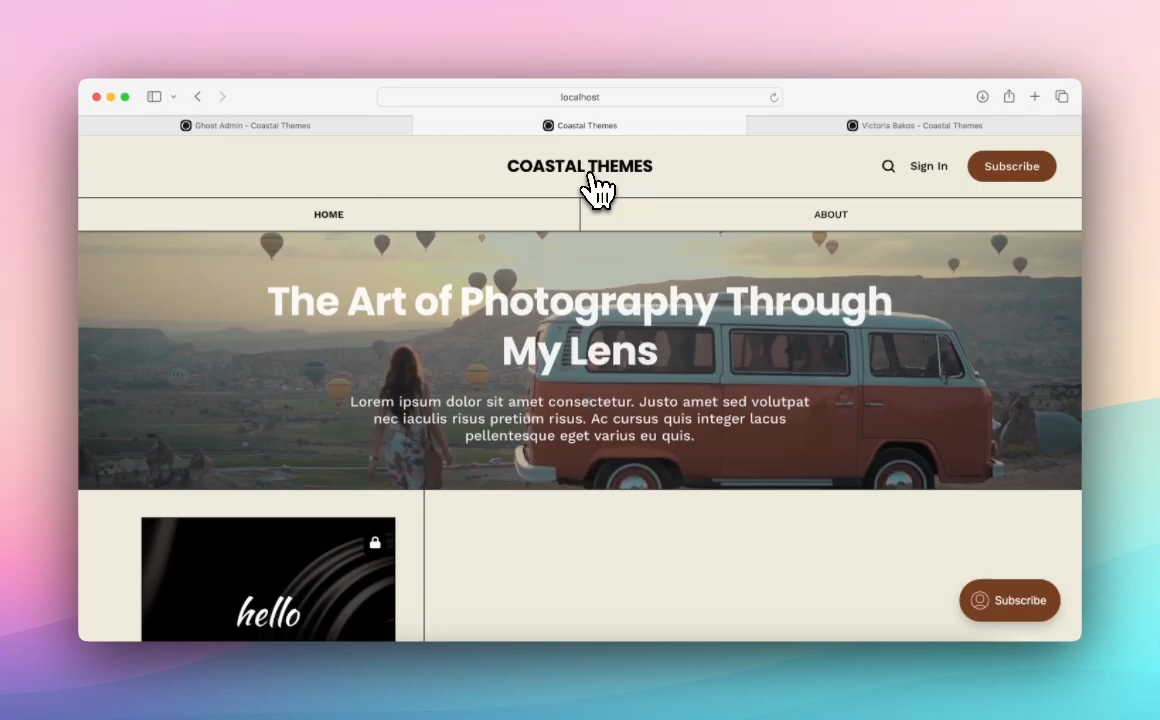 localhost
Ghost Admin - Coastal Themes
Coastal Themes
Victoria Bakos - Coastal Themes
COASTAL THEMES
Sign In
Subscribe
HOME
ABOUT
The Art of Photography Through
My Lens
Lorem ipsum dolor sit amet consectetur. Justo amet sed volutpat
nec iaculis risus pretium risus. Ac cursus quis integer lacus
pellentesque eget varius eu quis.
hello
Subscribe